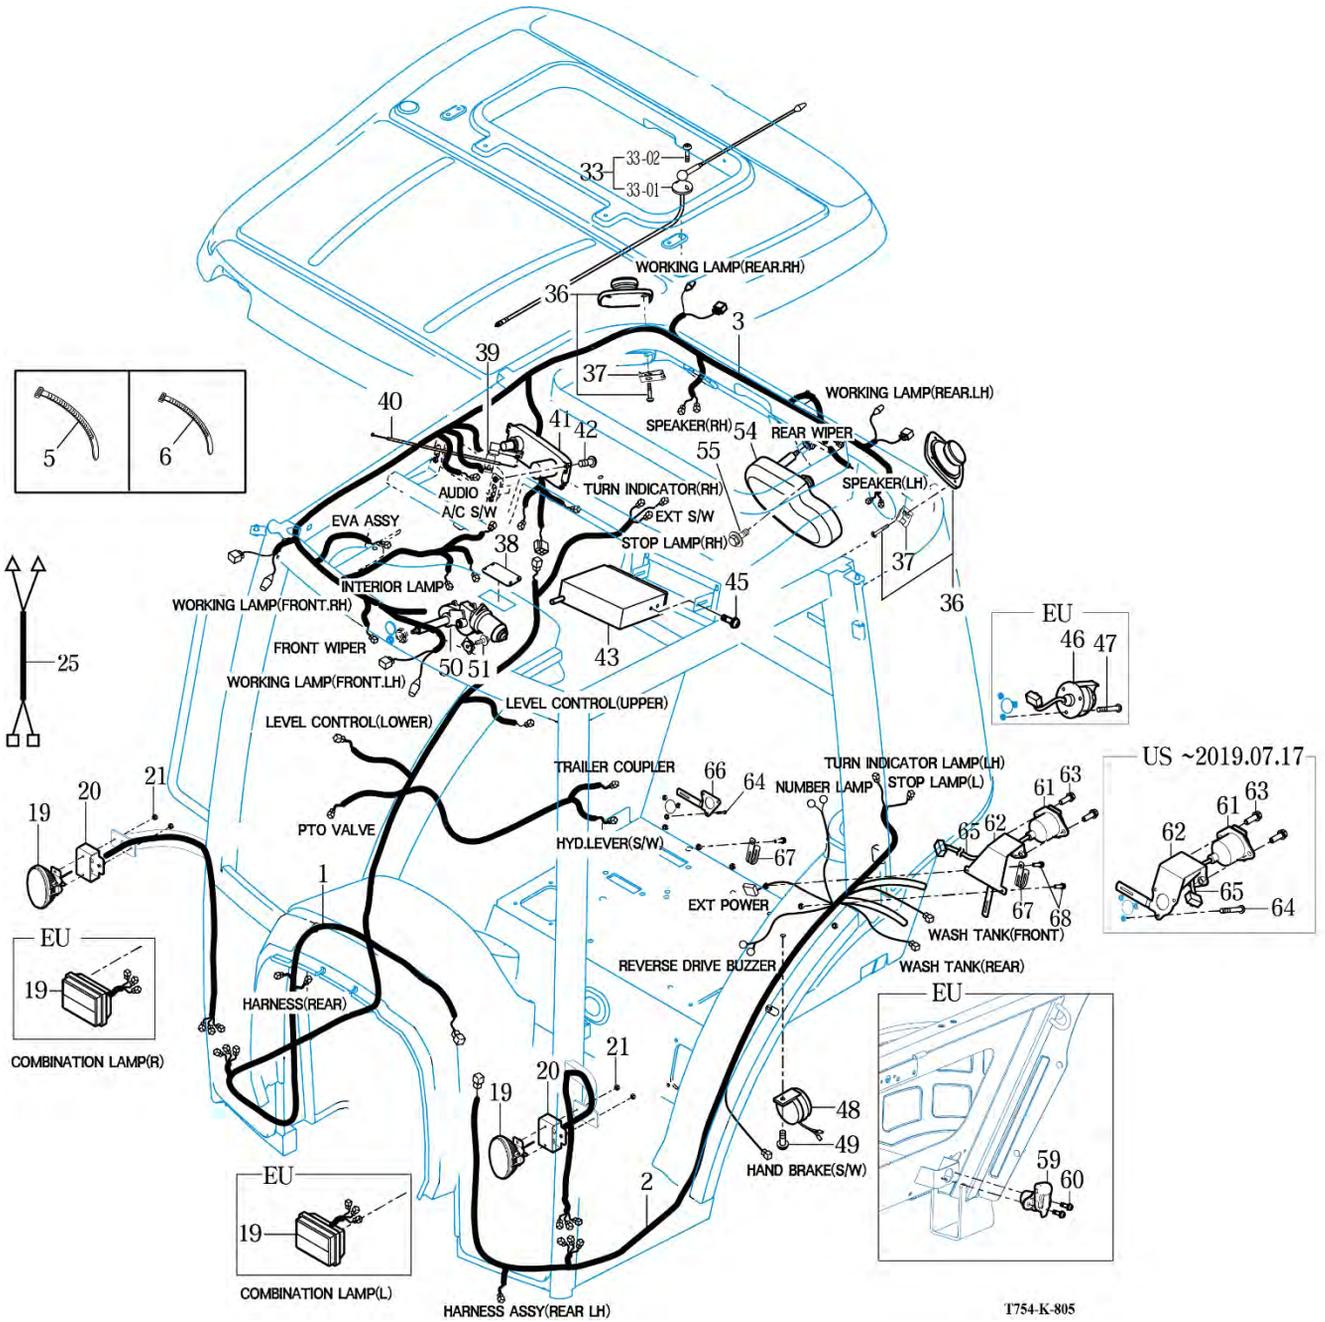 33
33-02
33-01
WORKING LAMP(REAR.RH)
36
3
39
37
WORKING LAMP(REAR.LH)
40
SPEAKER(RH)
41
42
54
REAR WIPER
55
5
6
AUDIO
A/C S/W
TURN INDICATOR(RH)
SPEAKER(LH)
EVA ASSY
EXT S/W
STOP LAMP(RH)
38
37
INTERIOR LAMP
45
36
WORKING LAMP(FRONT.RH)
EU
46
47
FRONT WIPER
50
51
43
25
WORKING LAMP(FRONT.LH)
LEVEL CONTROL(UPPER)
LEVEL CONTROL(LOWER)
TRAILER COUPLER
66
64
TURN INDICATOR LAMP(LH)
NUMBER LAMP
STOP LAMP(L)
US ~2019.07.17
61
63
61
63
19
20
21
PTO VALVE
HYD.LEVER(S/W)
65
62
62
67
1
EXT POWER
67
68
65
64
EU
19
WASH TANK(FRONT)
REVERSE DRIVE BUZZER
WASH TANK(REAR)
HARNESS(REAR)
EU
COMBINATION LAMP(R)
19
20
21
48
49
HAND BRAKE(S/W)
EU
19
2
59
60
COMBINATION LAMP(L)
HARNESS ASSY(REAR LH)
T754-K-805